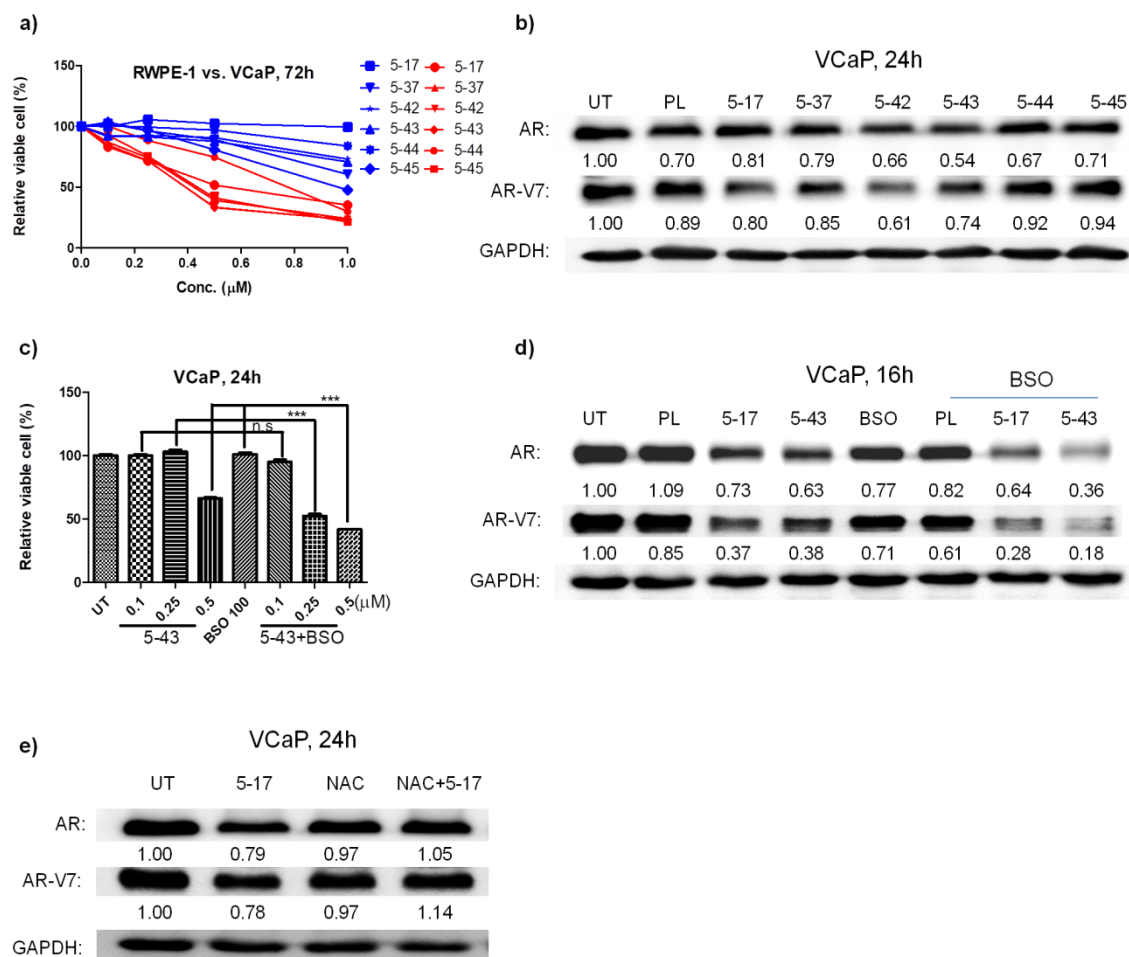 a)
RWPE-1 vs. VCaP, 72h
Relative viable cell (%)
150
100
50
0
0.0 0.2 0.4 0.6 0.8 1.0
Conc. (μM)
5-17 5-17
5-37 5-37
5-42 5-42
5-43 5-43
5-44 5-44
5-45 5-45
b)
VCaP, 24h
UT PL 5-17 5-37 5-42 5-43 5-44 5-45
AR:
1.00 0.70 0.81 0.79 0.66 0.54 0.67 0.71
AR-V7:
1.00 0.89 0.80 0.85 0.61 0.74 0.92 0.94
GAPDH:
c)
VCaP, 24h
Relative viable cell (%)
150
100
50
0
***
***
n.s
UT 0.1 0.25 0.5 BSO 100 0.1 0.25 0.5(μM)
5-43 5-43+BSO
d)
VCaP, 16h
BSO
UT PL 5-17 5-43 BSO PL 5-17 5-43
AR:
1.00 1.09 0.73 0.63 0.77 0.82 0.64 0.36
AR-V7:
1.00 0.85 0.37 0.38 0.71 0.61 0.28 0.18
GAPDH:
e)
VCaP, 24h
UT 5-17 NAC NAC+5-17
AR:
1.00 0.79 0.97 1.05
AR-V7:
1.00 0.78 0.97 1.14
GAPDH: